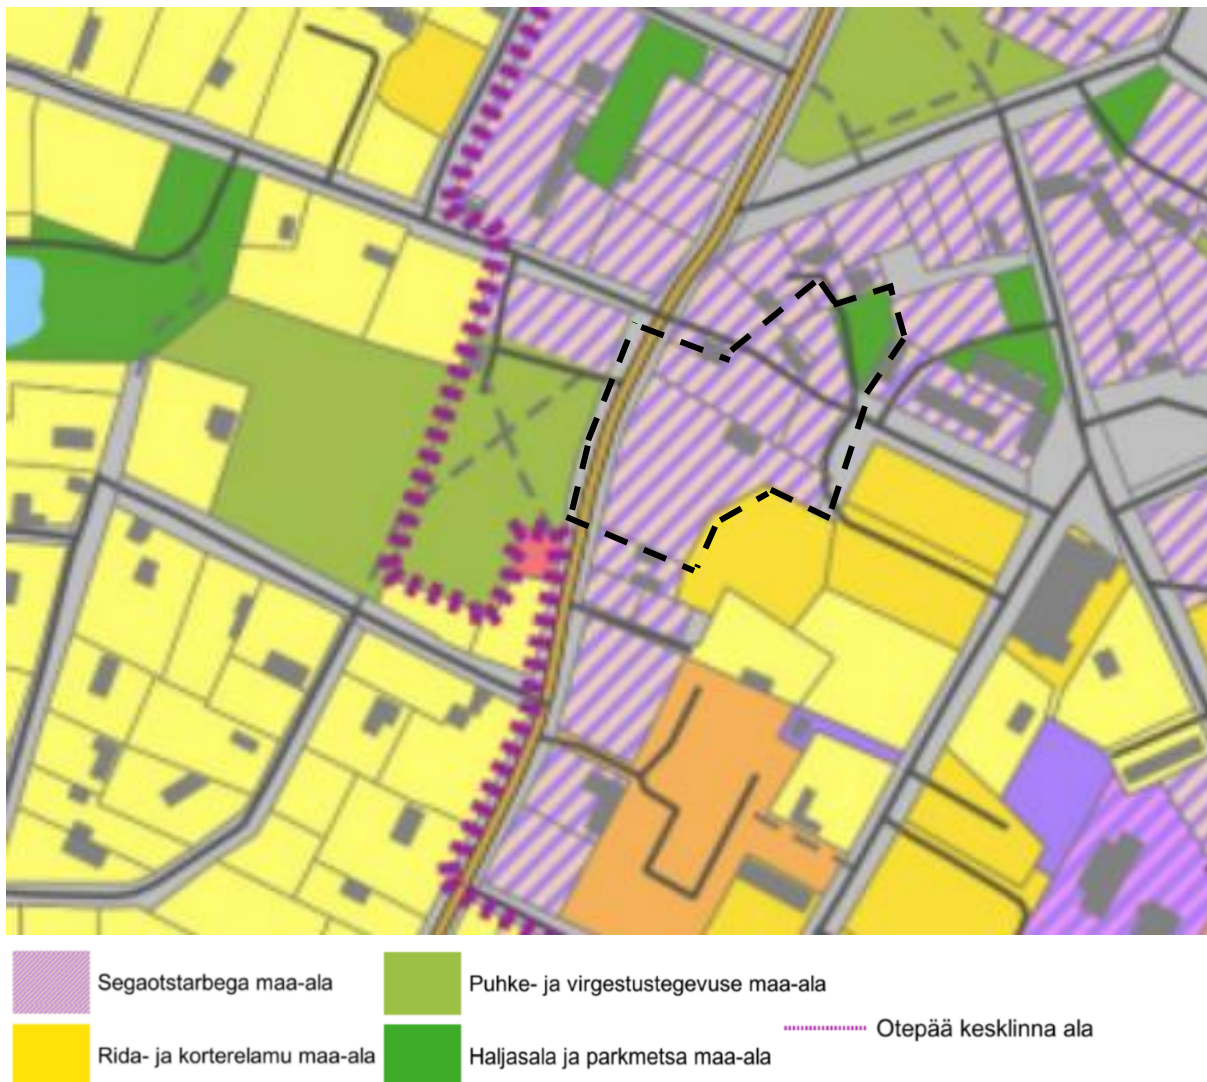 Segaotstarbega maa-ala
Puhke- ja virgestustegevuse maa-ala
Otepää kesklinna ala
Rida- ja korterelamu maa-ala
Haljasala ja parkmetsa maa-ala